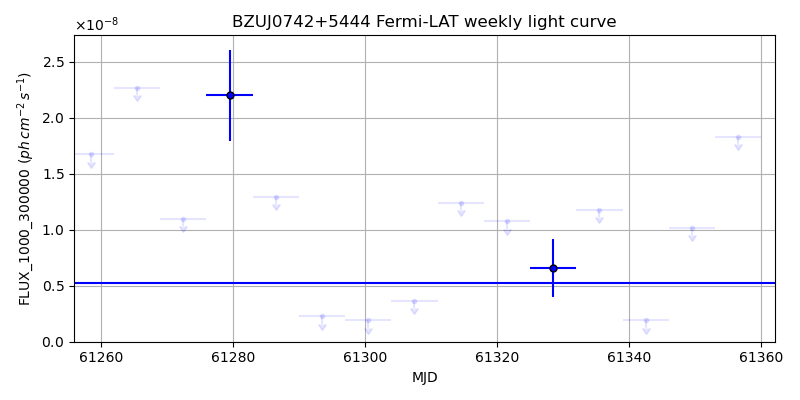 BZUJ0742+5444 Fermi-LAT weekly light curve
×10⁻⁸
FLUX_1000_300000 (ph cm⁻² s⁻¹)
2.5
2.0
1.5
1.0
0.5
0.0
61260 61280 61300 61320 61340 61360
MJD